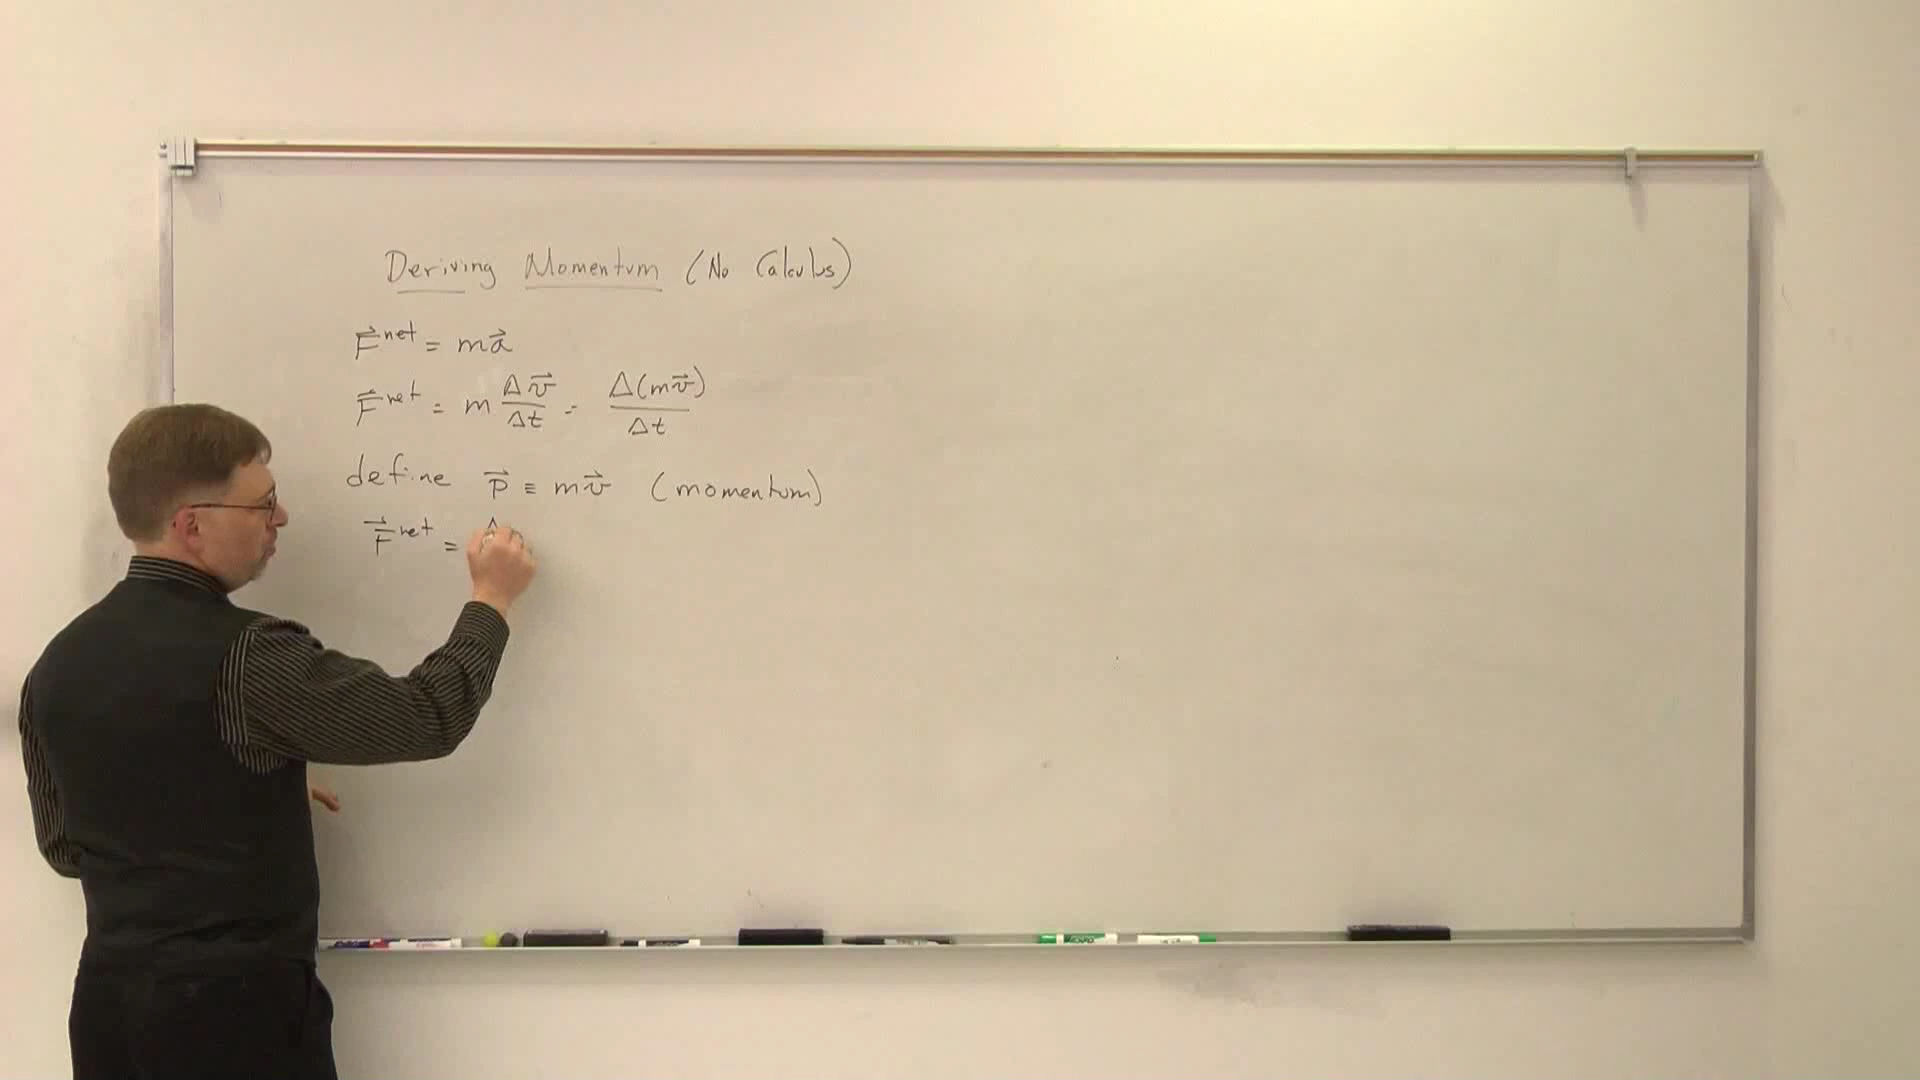 Deriving Momentum (No Calculus)
F⃗ net = ma⃗
F⃗ net = m Δv⃗/Δt = Δ(mv⃗)/Δt
define p⃗ ≡ mv⃗ (momentum)
F⃗ net = Δ